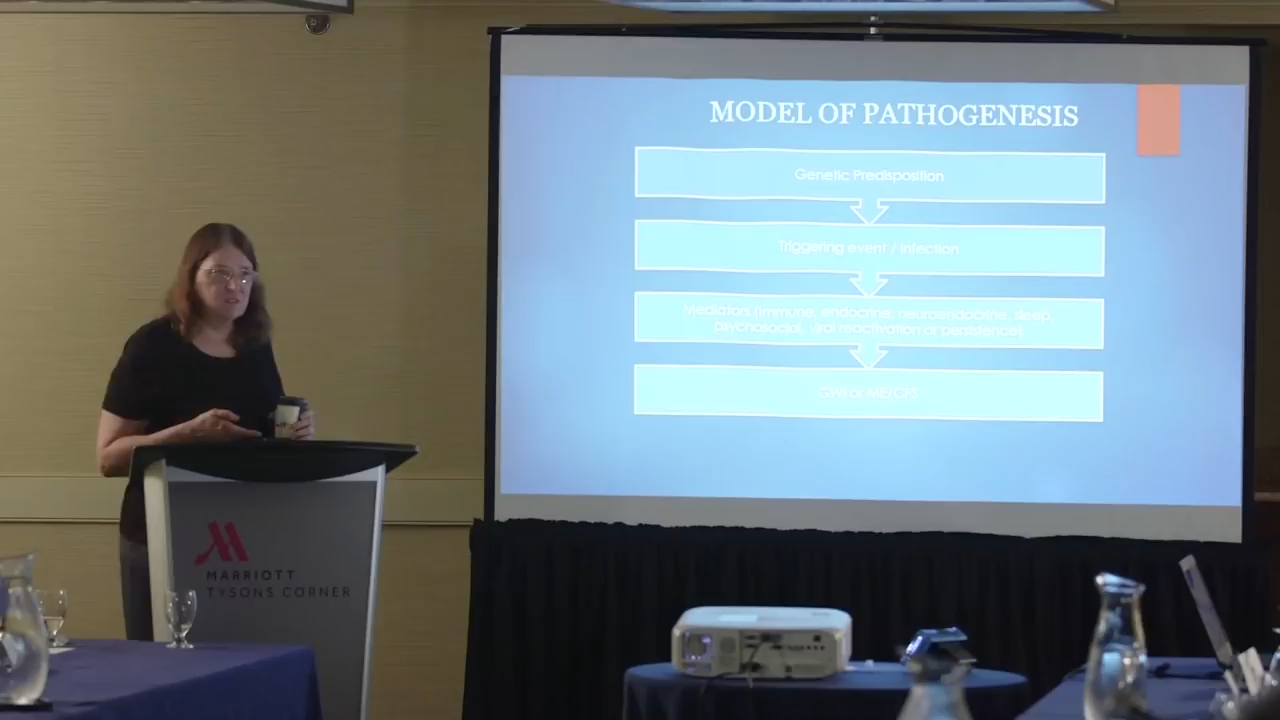 MODEL OF PATHOGENESIS
Genetic Predisposition
Triggering event / Infection
Mediators (immune, endocrine, neuroendocrine, sleep,
psychosocial, viral reactivation or persistence)
GWI or ME/CFS
MARRIOTT
TYSONS CORNER